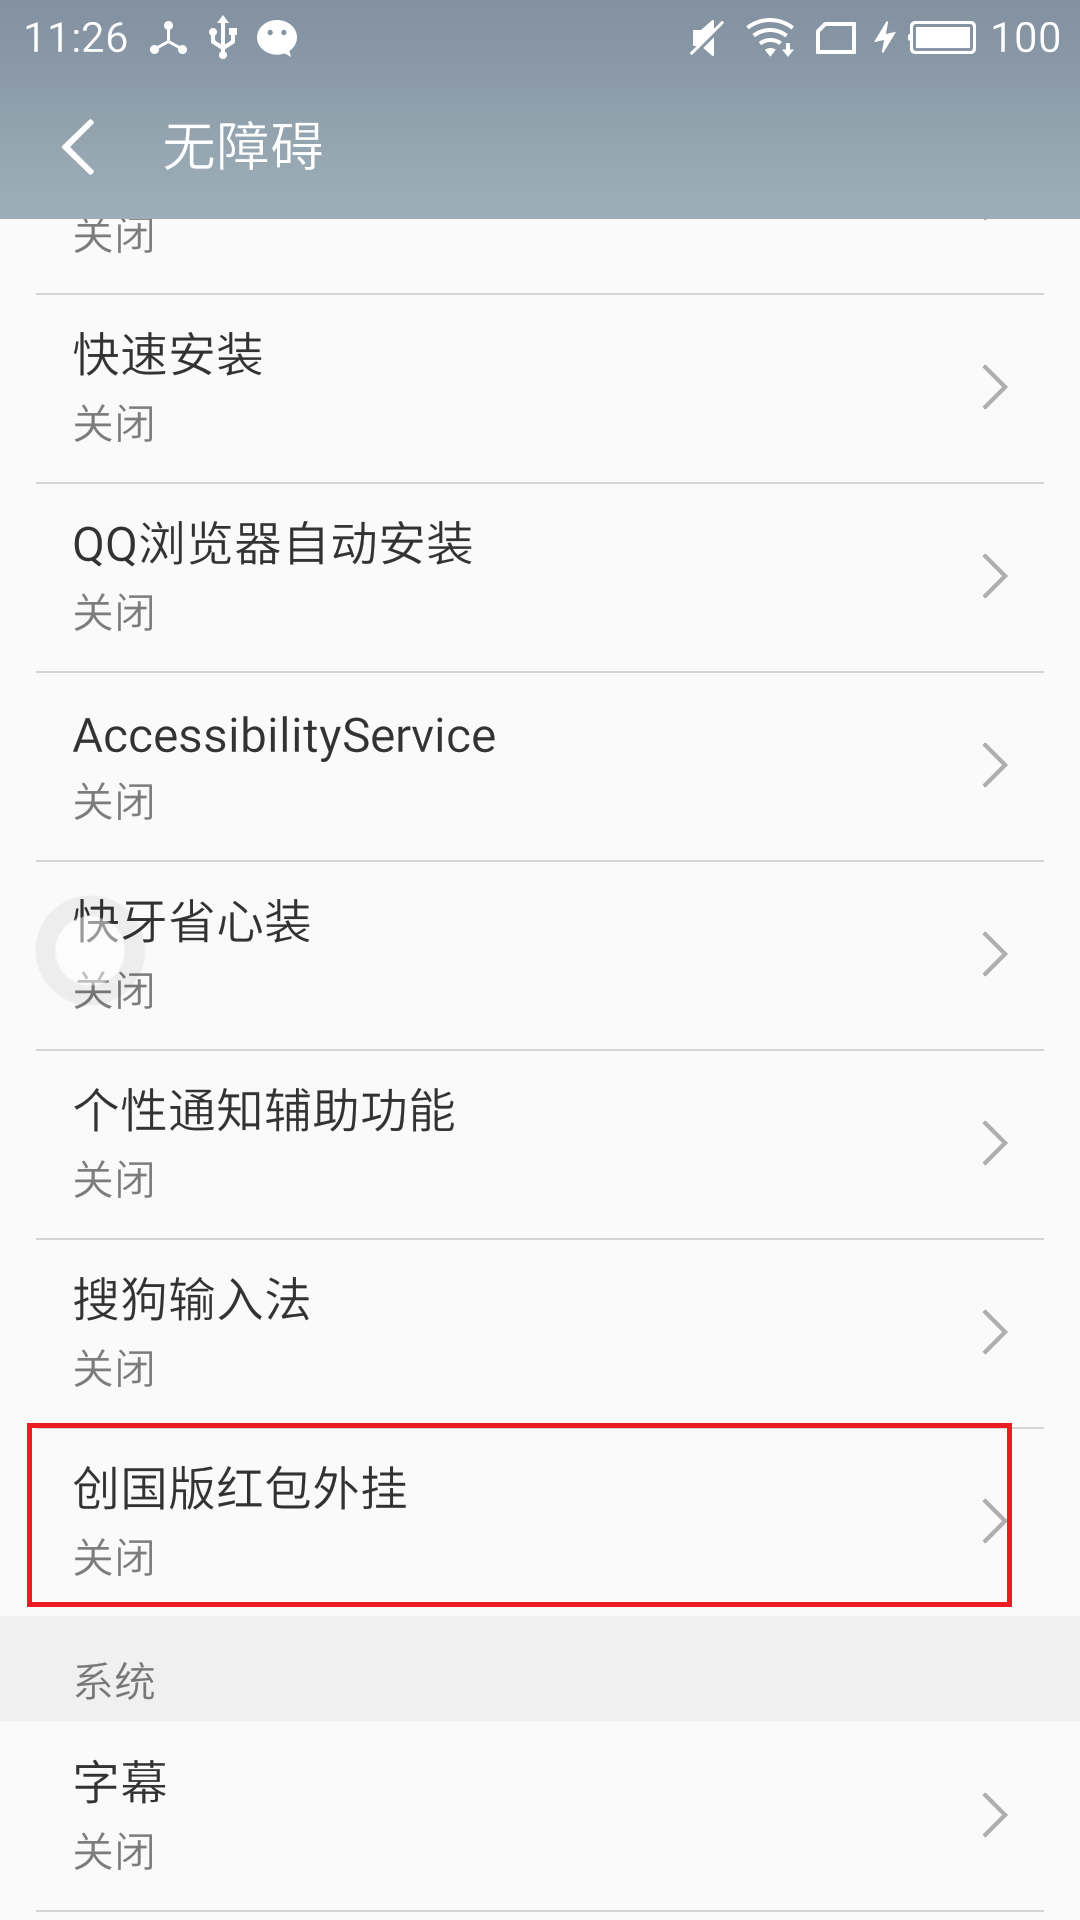 11:26 100
无障碍
关闭
快速安装
关闭
QQ浏览器自动安装
关闭
AccessibilityService
关闭
快牙省心装
关闭
个性通知辅助功能
关闭
搜狗输入法
关闭
创国版红包外挂
关闭
系统
字幕
关闭